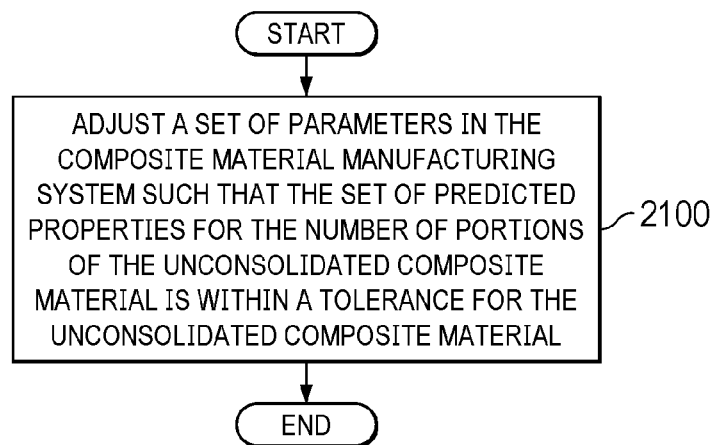 START
ADJUST A SET OF PARAMETERS IN THE
COMPOSITE MATERIAL MANUFACTURING
SYSTEM SUCH THAT THE SET OF PREDICTED
PROPERTIES FOR THE NUMBER OF PORTIONS
OF THE UNCONSOLIDATED COMPOSITE
MATERIAL IS WITHIN A TOLERANCE FOR THE
UNCONSOLIDATED COMPOSITE MATERIAL
2100
END